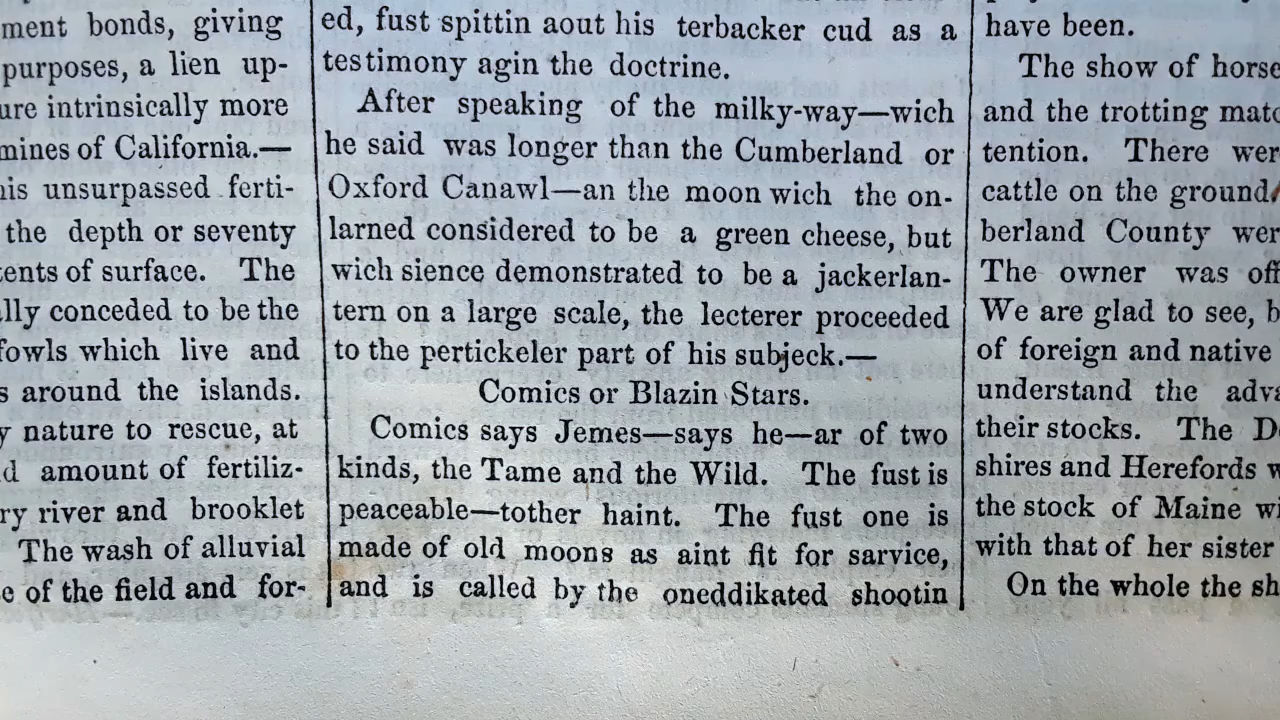 ment bonds, giving
purposes, a lien up-
ure intrinsically more
mines of California.—
his unsurpassed ferti-
the depth or seventy
cents of surface. The
ally conceded to be the
fowls which live and
s around the islands.
y nature to rescue, at
d amount of fertiliz-
ry river and brooklet
The wash of alluvial
e of the field and for-
ed, fust spittin aout his terbacker cud as a
testimony agin the doctrine.
After speaking of the milky-way—wich
he said was longer than the Cumberland or
Oxford Canawl—an the moon wich the on-
larned considered to be a green cheese, but
wich sience demonstrated to be a jackerlan-
tern on a large scale, the lecterer proceeded
to the pertickeler part of his subjeck.—
Comics or Blazin Stars.
Comics says Jemes—says he—ar of two
kinds, the Tame and the Wild. The fust is
peaceable—tother haint. The fust one is
made of old moons as aint fit for sarvice,
and is called by the oneddikated shootin
have been.
The show of horse
and the trotting matc
tention. There wer
cattle on the ground
berland County wer
The owner was off
We are glad to see, b
of foreign and native
understand the adva
their stocks. The D
shires and Herefords w
the stock of Maine wi
with that of her sister
On the whole the sh